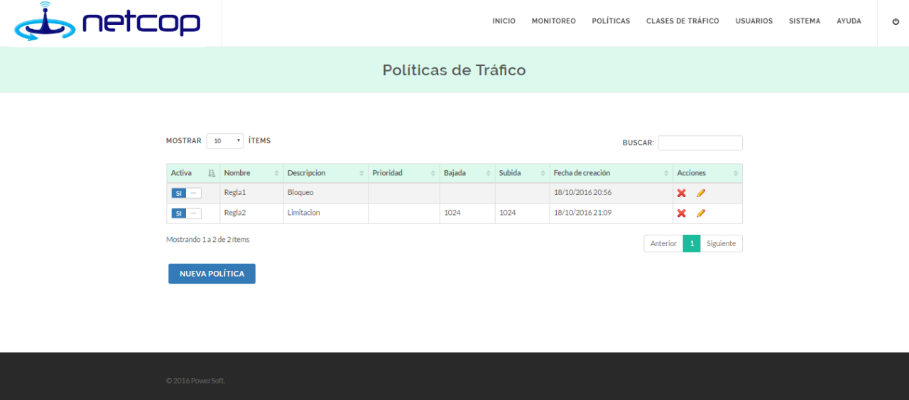 netcop
INICIO MONITOREO POLÍTICAS CLASES DE TRÁFICO USUARIOS SISTEMA AYUDA
Políticas de Tráfico
MOSTRAR 10 ÍTEMS BUSCAR:
Activa Nombre Descripcion Prioridad Bajada Subida Fecha de creación Acciones
SI Regla1 Bloqueo 18/10/2016 20:56
SI Regla2 Limitacion 1024 1024 18/10/2016 21:09
Mostrando 1 a 2 de 2 items Anterior 1 Siguiente
NUEVA POLÍTICA
© 2016 PowerSoft.